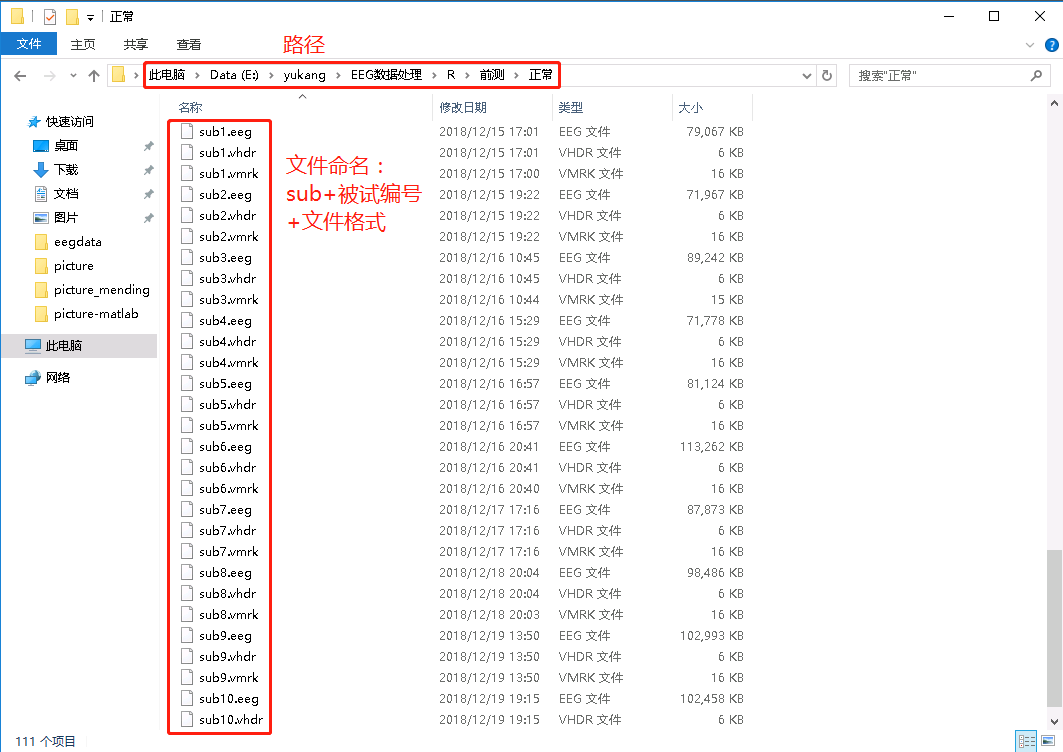 正常
文件 主页 共享 查看
路径
此电脑 › Data (E:) › yukang › EEG数据处理 › R › 前测 › 正常
搜索"正常"
名称 修改日期 类型 大小
快速访问
桌面
下载
文档
图片
eegdata
picture
picture_mending
picture-matlab
此电脑
网络
sub1.eeg 2018/12/15 17:01 EEG 文件 79,067 KB
sub1.vhdr 2018/12/15 17:01 VHDR 文件 6 KB
sub1.vmrk 2018/12/15 17:00 VMRK 文件 16 KB
sub2.eeg 2018/12/15 19:22 EEG 文件 71,967 KB
sub2.vhdr 2018/12/15 19:22 VHDR 文件 6 KB
sub2.vmrk 2018/12/15 19:22 VMRK 文件 16 KB
sub3.eeg 2018/12/16 10:45 EEG 文件 89,242 KB
sub3.vhdr 2018/12/16 10:45 VHDR 文件 6 KB
sub3.vmrk 2018/12/16 10:44 VMRK 文件 15 KB
sub4.eeg 2018/12/16 15:29 EEG 文件 71,778 KB
sub4.vhdr 2018/12/16 15:29 VHDR 文件 6 KB
sub4.vmrk 2018/12/16 15:29 VMRK 文件 16 KB
sub5.eeg 2018/12/16 16:57 EEG 文件 81,124 KB
sub5.vhdr 2018/12/16 16:57 VHDR 文件 6 KB
sub5.vmrk 2018/12/16 16:57 VMRK 文件 16 KB
sub6.eeg 2018/12/16 20:41 EEG 文件 113,262 KB
sub6.vhdr 2018/12/16 20:41 VHDR 文件 6 KB
sub6.vmrk 2018/12/16 20:40 VMRK 文件 16 KB
sub7.eeg 2018/12/17 17:16 EEG 文件 87,873 KB
sub7.vhdr 2018/12/17 17:16 VHDR 文件 6 KB
sub7.vmrk 2018/12/17 17:16 VMRK 文件 16 KB
sub8.eeg 2018/12/18 20:04 EEG 文件 98,486 KB
sub8.vhdr 2018/12/18 20:04 VHDR 文件 6 KB
sub8.vmrk 2018/12/18 20:03 VMRK 文件 16 KB
sub9.eeg 2018/12/19 13:50 EEG 文件 102,993 KB
sub9.vhdr 2018/12/19 13:50 VHDR 文件 6 KB
sub9.vmrk 2018/12/19 13:50 VMRK 文件 16 KB
sub10.eeg 2018/12/19 19:15 EEG 文件 102,458 KB
sub10.vhdr 2018/12/19 19:15 VHDR 文件 6 KB
文件命名：
sub+被试编号
+文件格式
111 个项目